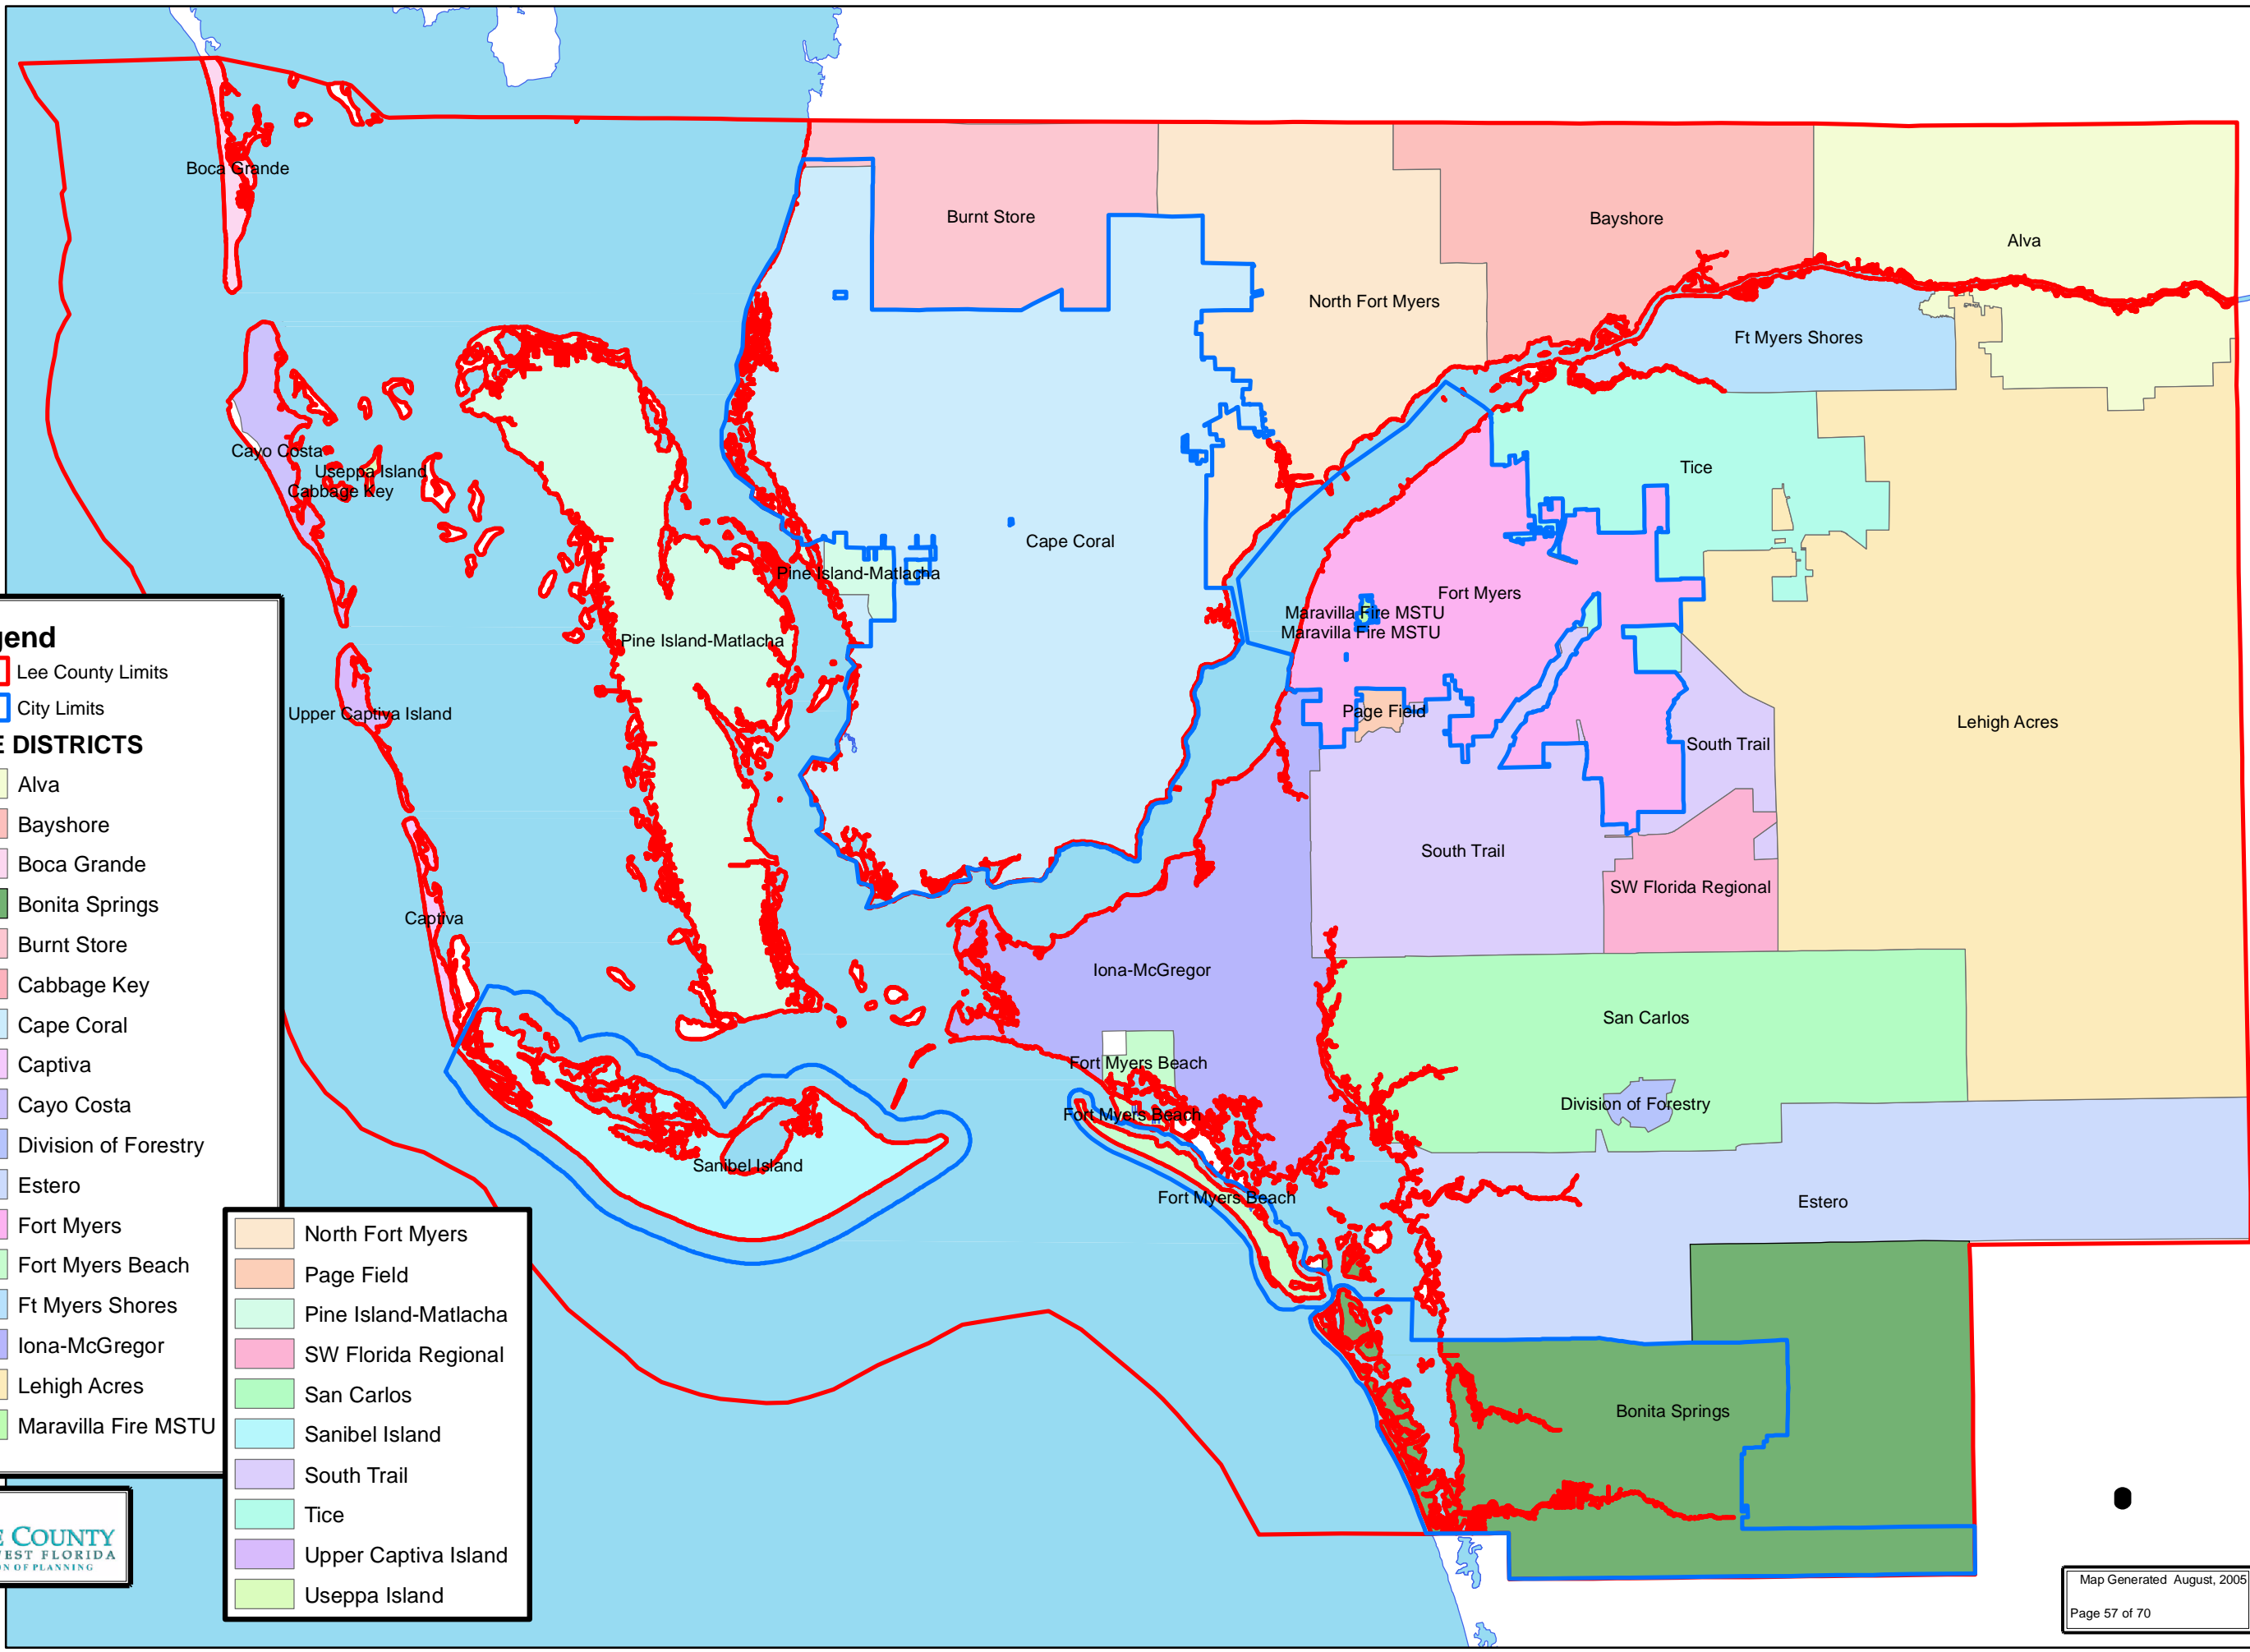 Boca Grande
Burnt Store
Bayshore
Alva
North Fort Myers
Ft Myers Shores
Cayo Costa
Useppa Island
Cabbage Key
Tice
Cape Coral
Pine Island-Matlacha
Fort Myers
Maravilla Fire MSTU
Maravilla Fire MSTU
Pine Island-Matlacha
Upper Captiva Island
Page Field
Lehigh Acres
South Trail
South Trail
SW Florida Regional
Captiva
Iona-McGregor
San Carlos
Fort Myers Beach
Division of Forestry
Fort Myers Beach
Sanibel Island
Fort Myers Beach
Estero
Bonita Springs
gend
Lee County Limits
City Limits
E DISTRICTS
Alva
Bayshore
Boca Grande
Bonita Springs
Burnt Store
Cabbage Key
Cape Coral
Captiva
Cayo Costa
Division of Forestry
Estero
Fort Myers
Fort Myers Beach
Ft Myers Shores
Iona-McGregor
Lehigh Acres
Maravilla Fire MSTU
North Fort Myers
Page Field
Pine Island-Matlacha
SW Florida Regional
San Carlos
Sanibel Island
South Trail
Tice
Upper Captiva Island
Useppa Island
E COUNTY
WEST FLORIDA
ON OF PLANNING
Map Generated August, 2005
Page 57 of 70